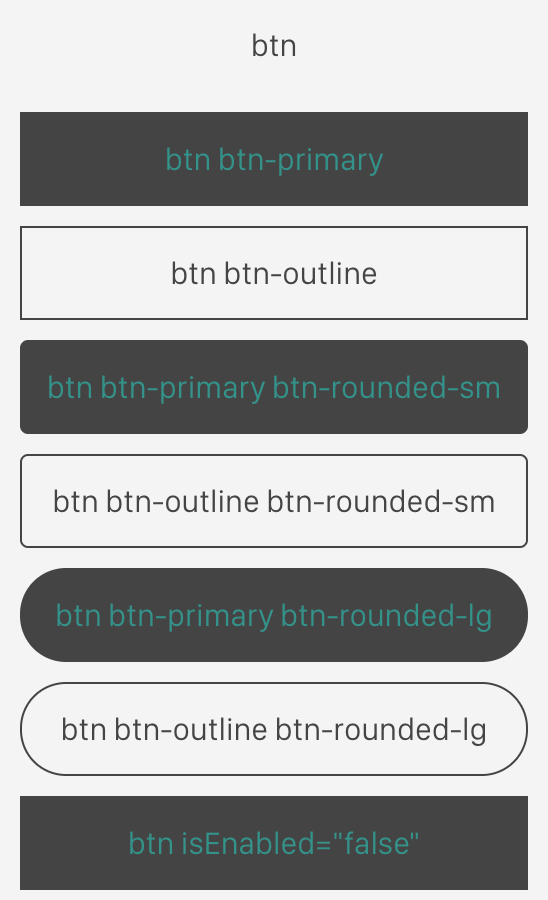 btn
btn btn-primary
btn btn-outline
btn btn-primary btn-rounded-sm
btn btn-outline btn-rounded-sm
btn btn-primary btn-rounded-lg
btn btn-outline btn-rounded-lg
btn isEnabled="false"